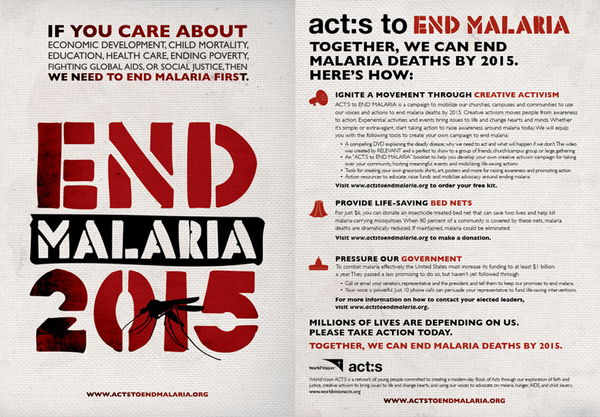 IF YOU CARE ABOUT
ECONOMIC DEVELOPMENT, CHILD MORTALITY,
EDUCATION, HEALTH CARE, ENDING POVERTY,
FIGHTING GLOBAL AIDS, OR SOCIAL JUSTICE, THEN
WE NEED TO END MALARIA FIRST.
END
MALARIA
2015
WWW.ACTSTOENDMALARIA.ORG
act:s to END MALARIA
TOGETHER, WE CAN END
MALARIA DEATHS BY 2015.
HERE'S HOW:
IGNITE A MOVEMENT THROUGH CREATIVE ACTIVISM
ACT:S to END MALARIA is a campaign to mobilize our churches, campuses and communities to use
our voices and actions to end malaria deaths by 2015. Creative activism moves people from awareness
to action. Experiential activities and events bring issues to life and change hearts and minds. Whether
it's simple or extravagant, start taking action to raise awareness around malaria today. We will equip
you with the following tools to create your own campaign to end malaria:
• A compelling DVD explaining the deadly disease, why we need to act and what will happen if we don't. The video
was created by RELEVANT and is perfect to show to a group of friends, church/campus group or large gathering
• An "ACT:S to END MALARIA" booklet to help you develop your own creative activism campaign for taking
over your community, hosting meaningful events and mobilizing life-saving actions
• Tools for creating your own tangible shirts, art, posters and more for raising awareness and promoting action
• Action resources to educate, raise funds and mobilize advocacy around ending malaria
Visit www.actstoendmalaria.org to order your free kit.
PROVIDE LIFE-SAVING BED NETS
For just $6, you can donate an insecticide-treated bed net that can save two lives and help kill
malaria-carrying mosquitoes. When 80 percent of a community is covered by these nets, malaria
deaths are dramatically reduced. If maintained, malaria could be eliminated.
Visit www.actstoendmalaria.org to make a donation.
PRESSURE OUR GOVERNMENT
To combat malaria effectively, the United States must increase its funding to at least $1 billion
a year. They passed a law promising to do so, but haven't yet followed through.
• Call or email your senators, representative and the president, and tell them to keep our promises to end malaria.
• Your voice is powerful. Just 10 phone calls can persuade your representative to fund life-saving interventions.
For more information on how to contact your elected leaders,
visit www.actstoendmalaria.org.
MILLIONS OF LIVES ARE DEPENDING ON US.
PLEASE TAKE ACTION TODAY.
TOGETHER, WE CAN END MALARIA DEATHS BY 2015.
World Vision act:s
World Vision ACT:S is a network of young people committed to creating a modern-day Book of Acts through our exploration of faith and
justice, creative activism to bring issues to life and change hearts, and using our voices to advocate on malaria, hunger, AIDS, and child slavery.
www.worldvisionacts.org
WWW.ACTSTOENDMALARIA.ORG